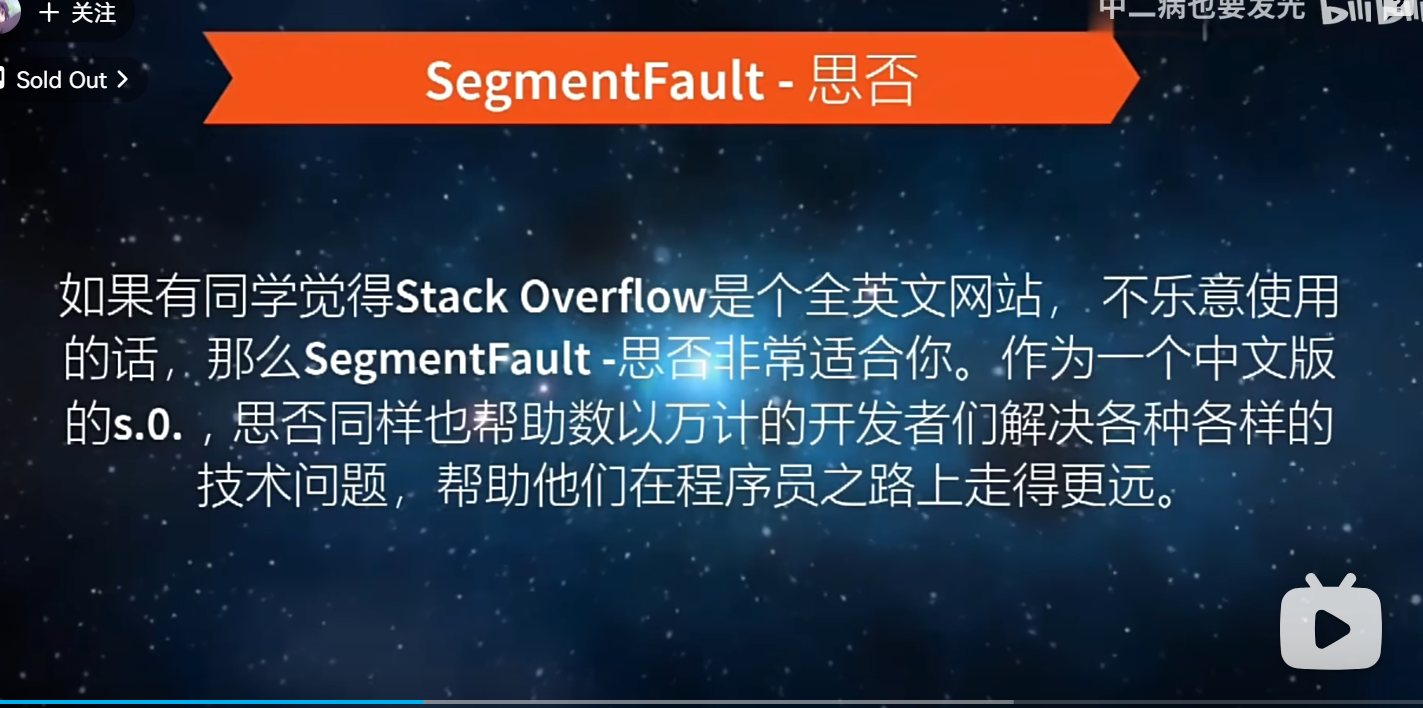 + 关注
中二病也要发光 bilibili
Sold Out >
SegmentFault - 思否
如果有同学觉得Stack Overflow是个全英文网站，不乐意使用
的话，那么SegmentFault -思否非常适合你。作为一个中文版
的s.0. ，思否同样也帮助数以万计的开发者们解决各种各样的
技术问题，帮助他们在程序员之路上走得更远。